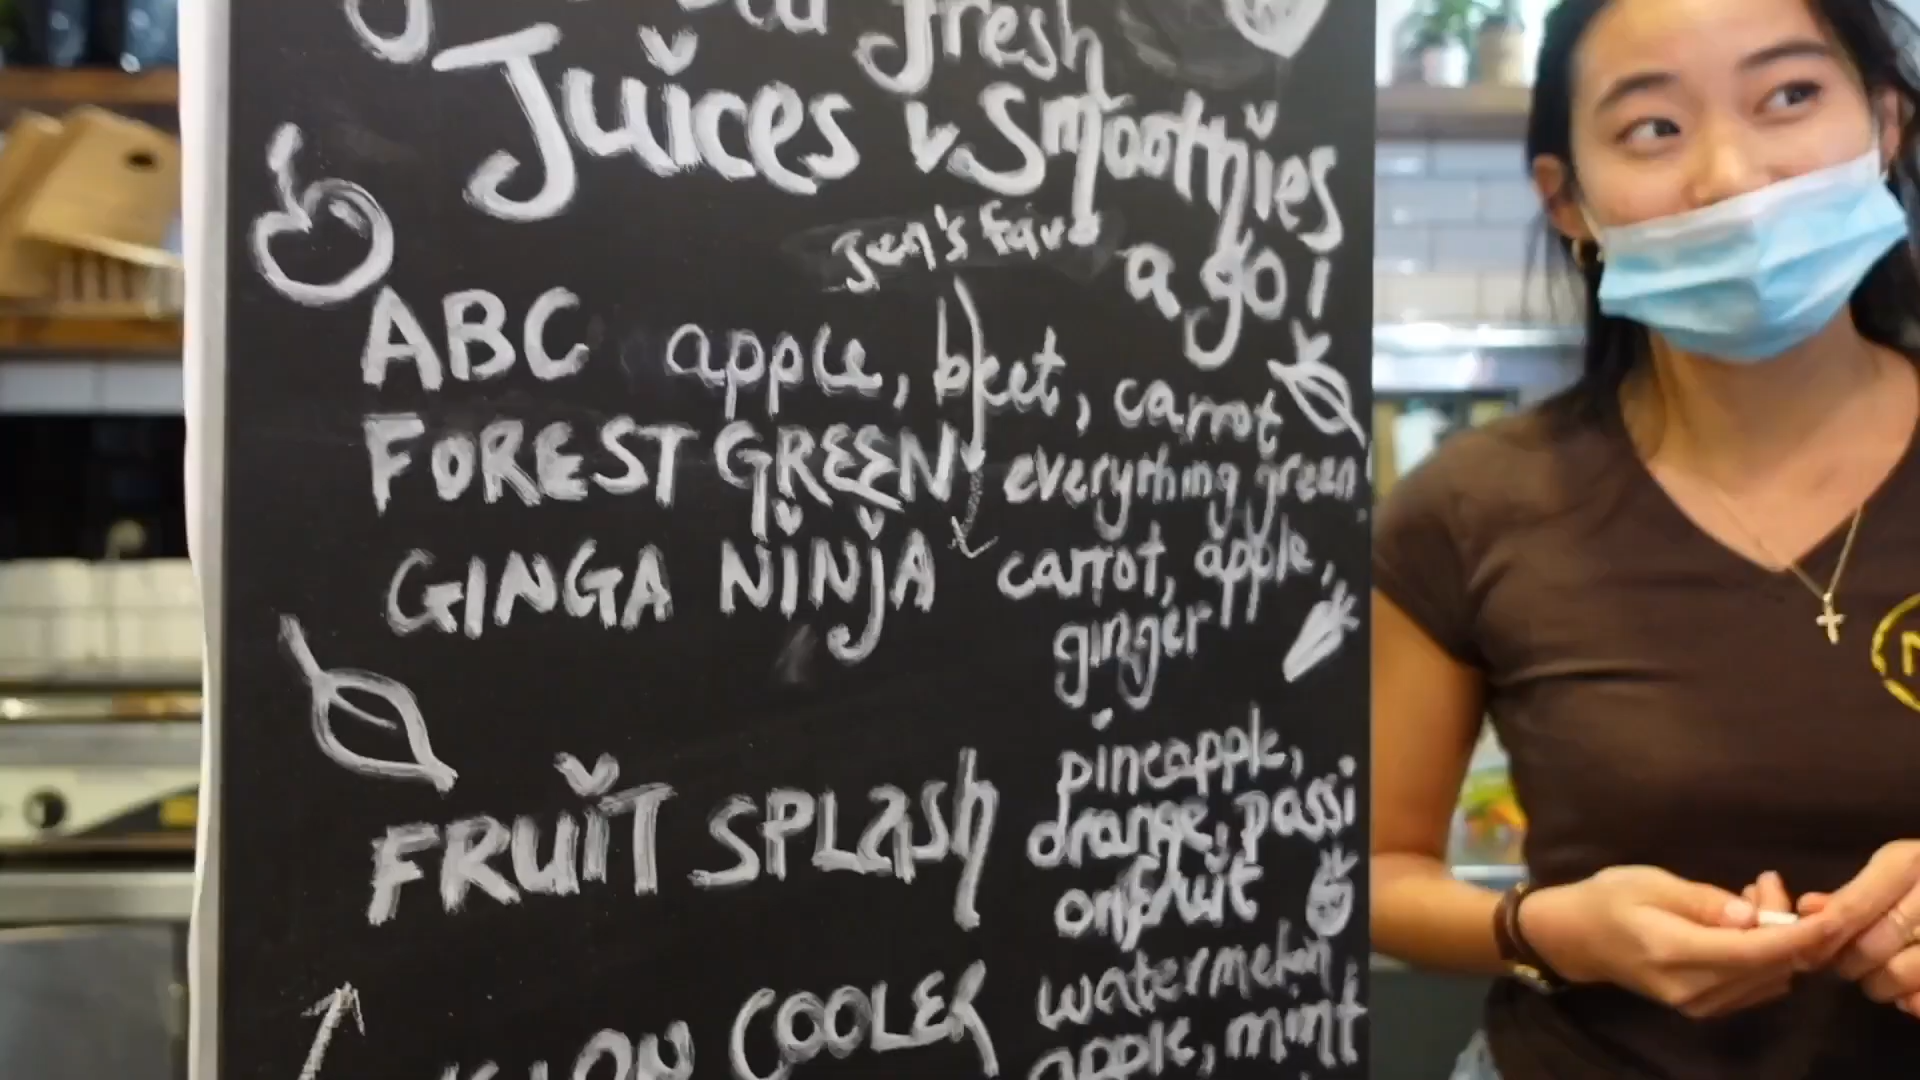 fresh
Juices & Smoothies
Jen's fave
a go!
ABC apple, beet, carrot
FOREST GREEN everything green
GINGA NINJA carrot, apple,
ginger
FRUIT SPLASH pineapple,
orange, passi
onfruit
COOLER watermelon,
apple, mint